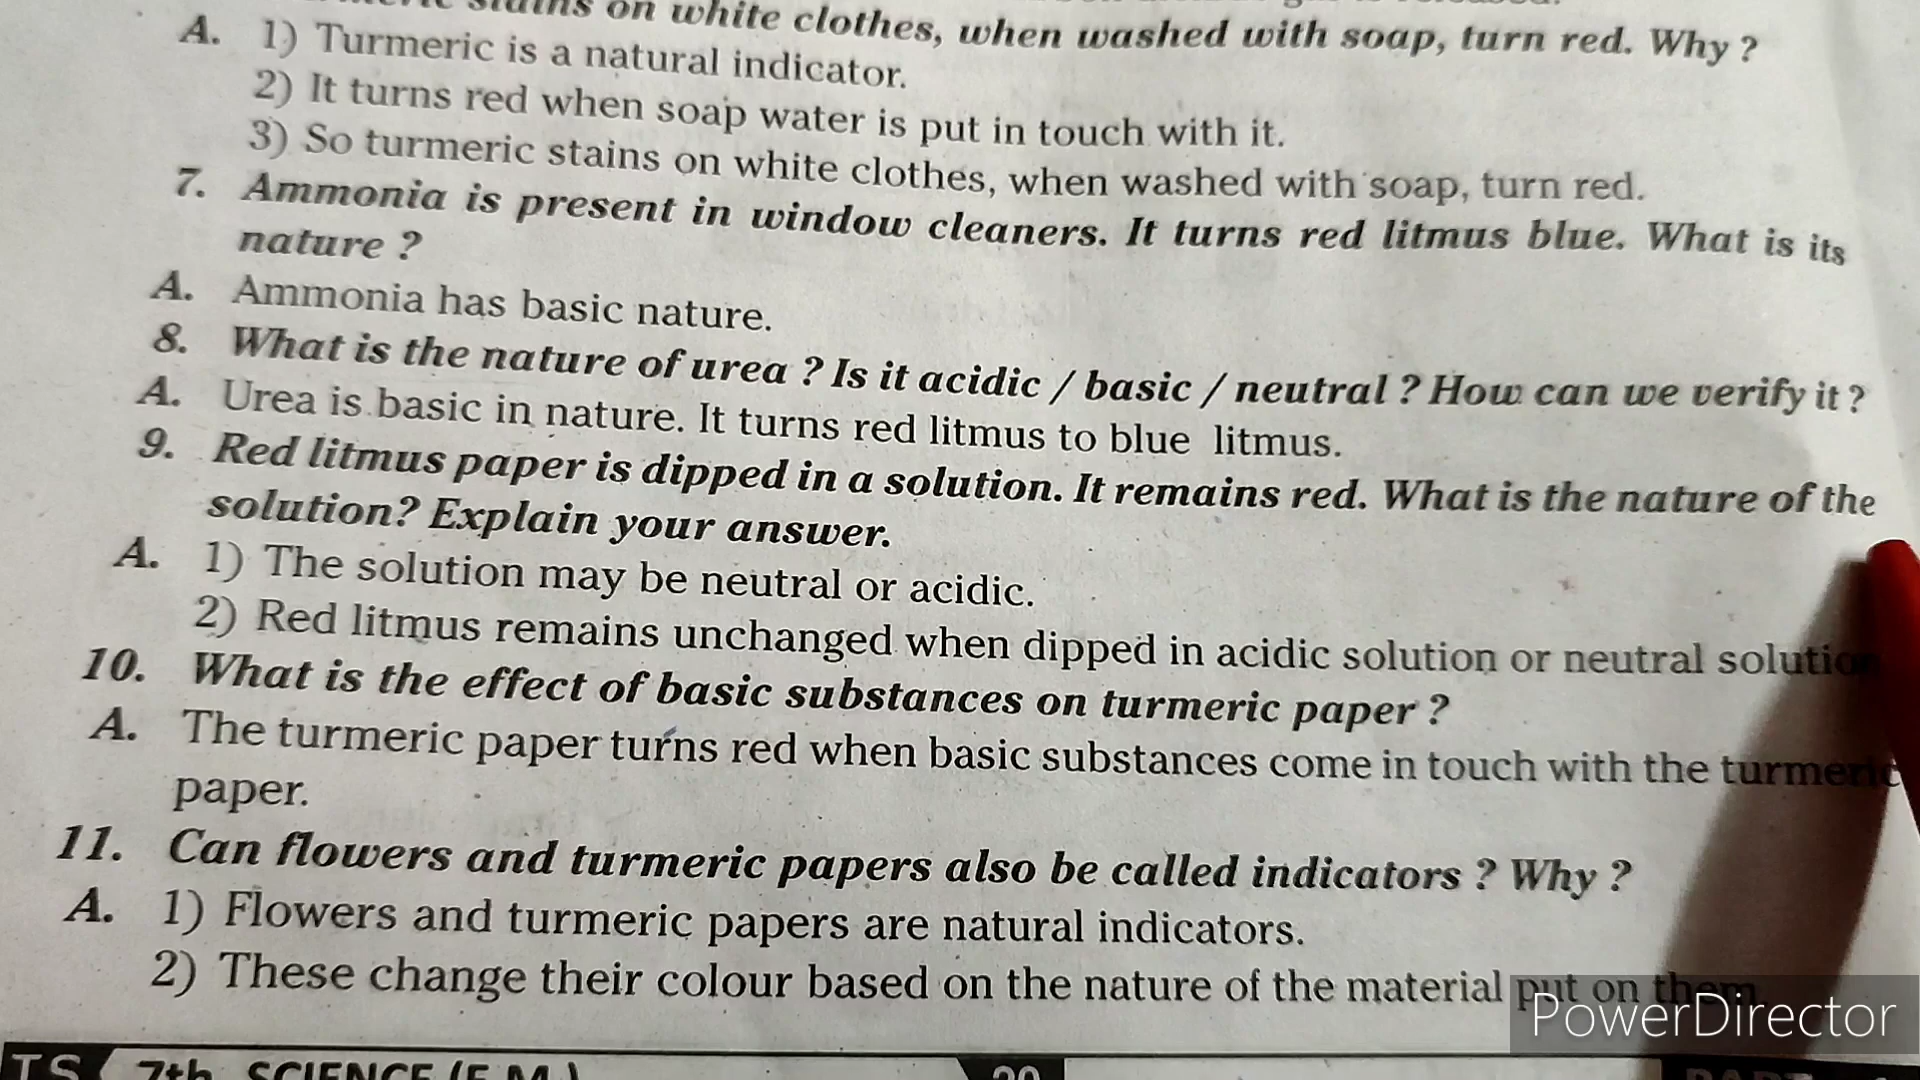 stains on white clothes, when washed with soap, turn red. Why ?
A. 1) Turmeric is a natural indicator.
2) It turns red when soap water is put in touch with it.
3) So turmeric stains on white clothes, when washed with soap, turn red.
7. Ammonia is present in window cleaners. It turns red litmus blue. What is its
nature ?
A. Ammonia has basic nature.
8. What is the nature of urea ? Is it acidic / basic / neutral ? How can we verify it ?
A. Urea is basic in nature. It turns red litmus to blue litmus.
9. Red litmus paper is dipped in a solution. It remains red. What is the nature of the
solution? Explain your answer.
A. 1) The solution may be neutral or acidic.
2) Red litmus remains unchanged when dipped in acidic solution or neutral solution
10. What is the effect of basic substances on turmeric paper ?
A. The turmeric paper turns red when basic substances come in touch with the turmeric
paper.
11. Can flowers and turmeric papers also be called indicators ? Why ?
A. 1) Flowers and turmeric papers are natural indicators.
2) These change their colour based on the nature of the material put on them.
PowerDirector
TS 7th SCIENCE (E.M.) 20